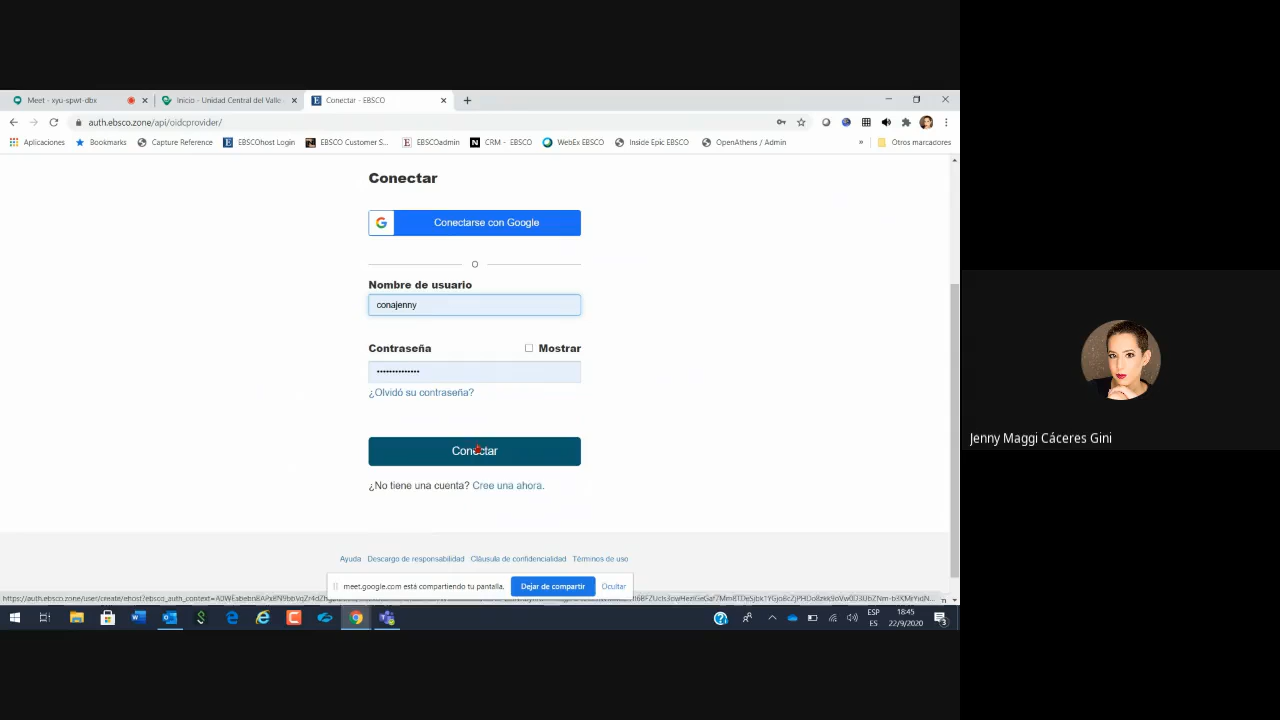 Meet - xyu-spwt-dbx
Inicio - Unidad Central del Valle
Conectar - EBSCO
auth.ebsco.zone/api/oidcprovider/
Aplicaciones
Bookmarks
Capture Reference
EBSCOhost Login
EBSCO Customer S...
EBSCOadmin
CRM - EBSCO
WebEx EBSCO
Inside Epic EBSCO
OpenAthens / Admin
»
Otros marcadores
Conectar
Conectarse con Google
O
Nombre de usuario
conajenny
Contraseña
Mostrar
¿Olvidó su contraseña?
Conectar
¿No tiene una cuenta? Cree una ahora.
Jenny Maggi Cáceres Gini
Ayuda Descargo de responsabilidad Cláusula de confidencialidad Términos de uso
meet.google.com está compartiendo tu pantalla. Dejar de compartir Ocultar
ESP 18:45
ES 22/9/2020